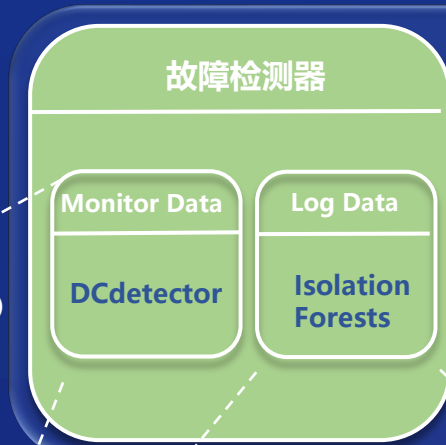 故障检测器
Monitor Data
DCdetector
Log Data
Isolation
Forests